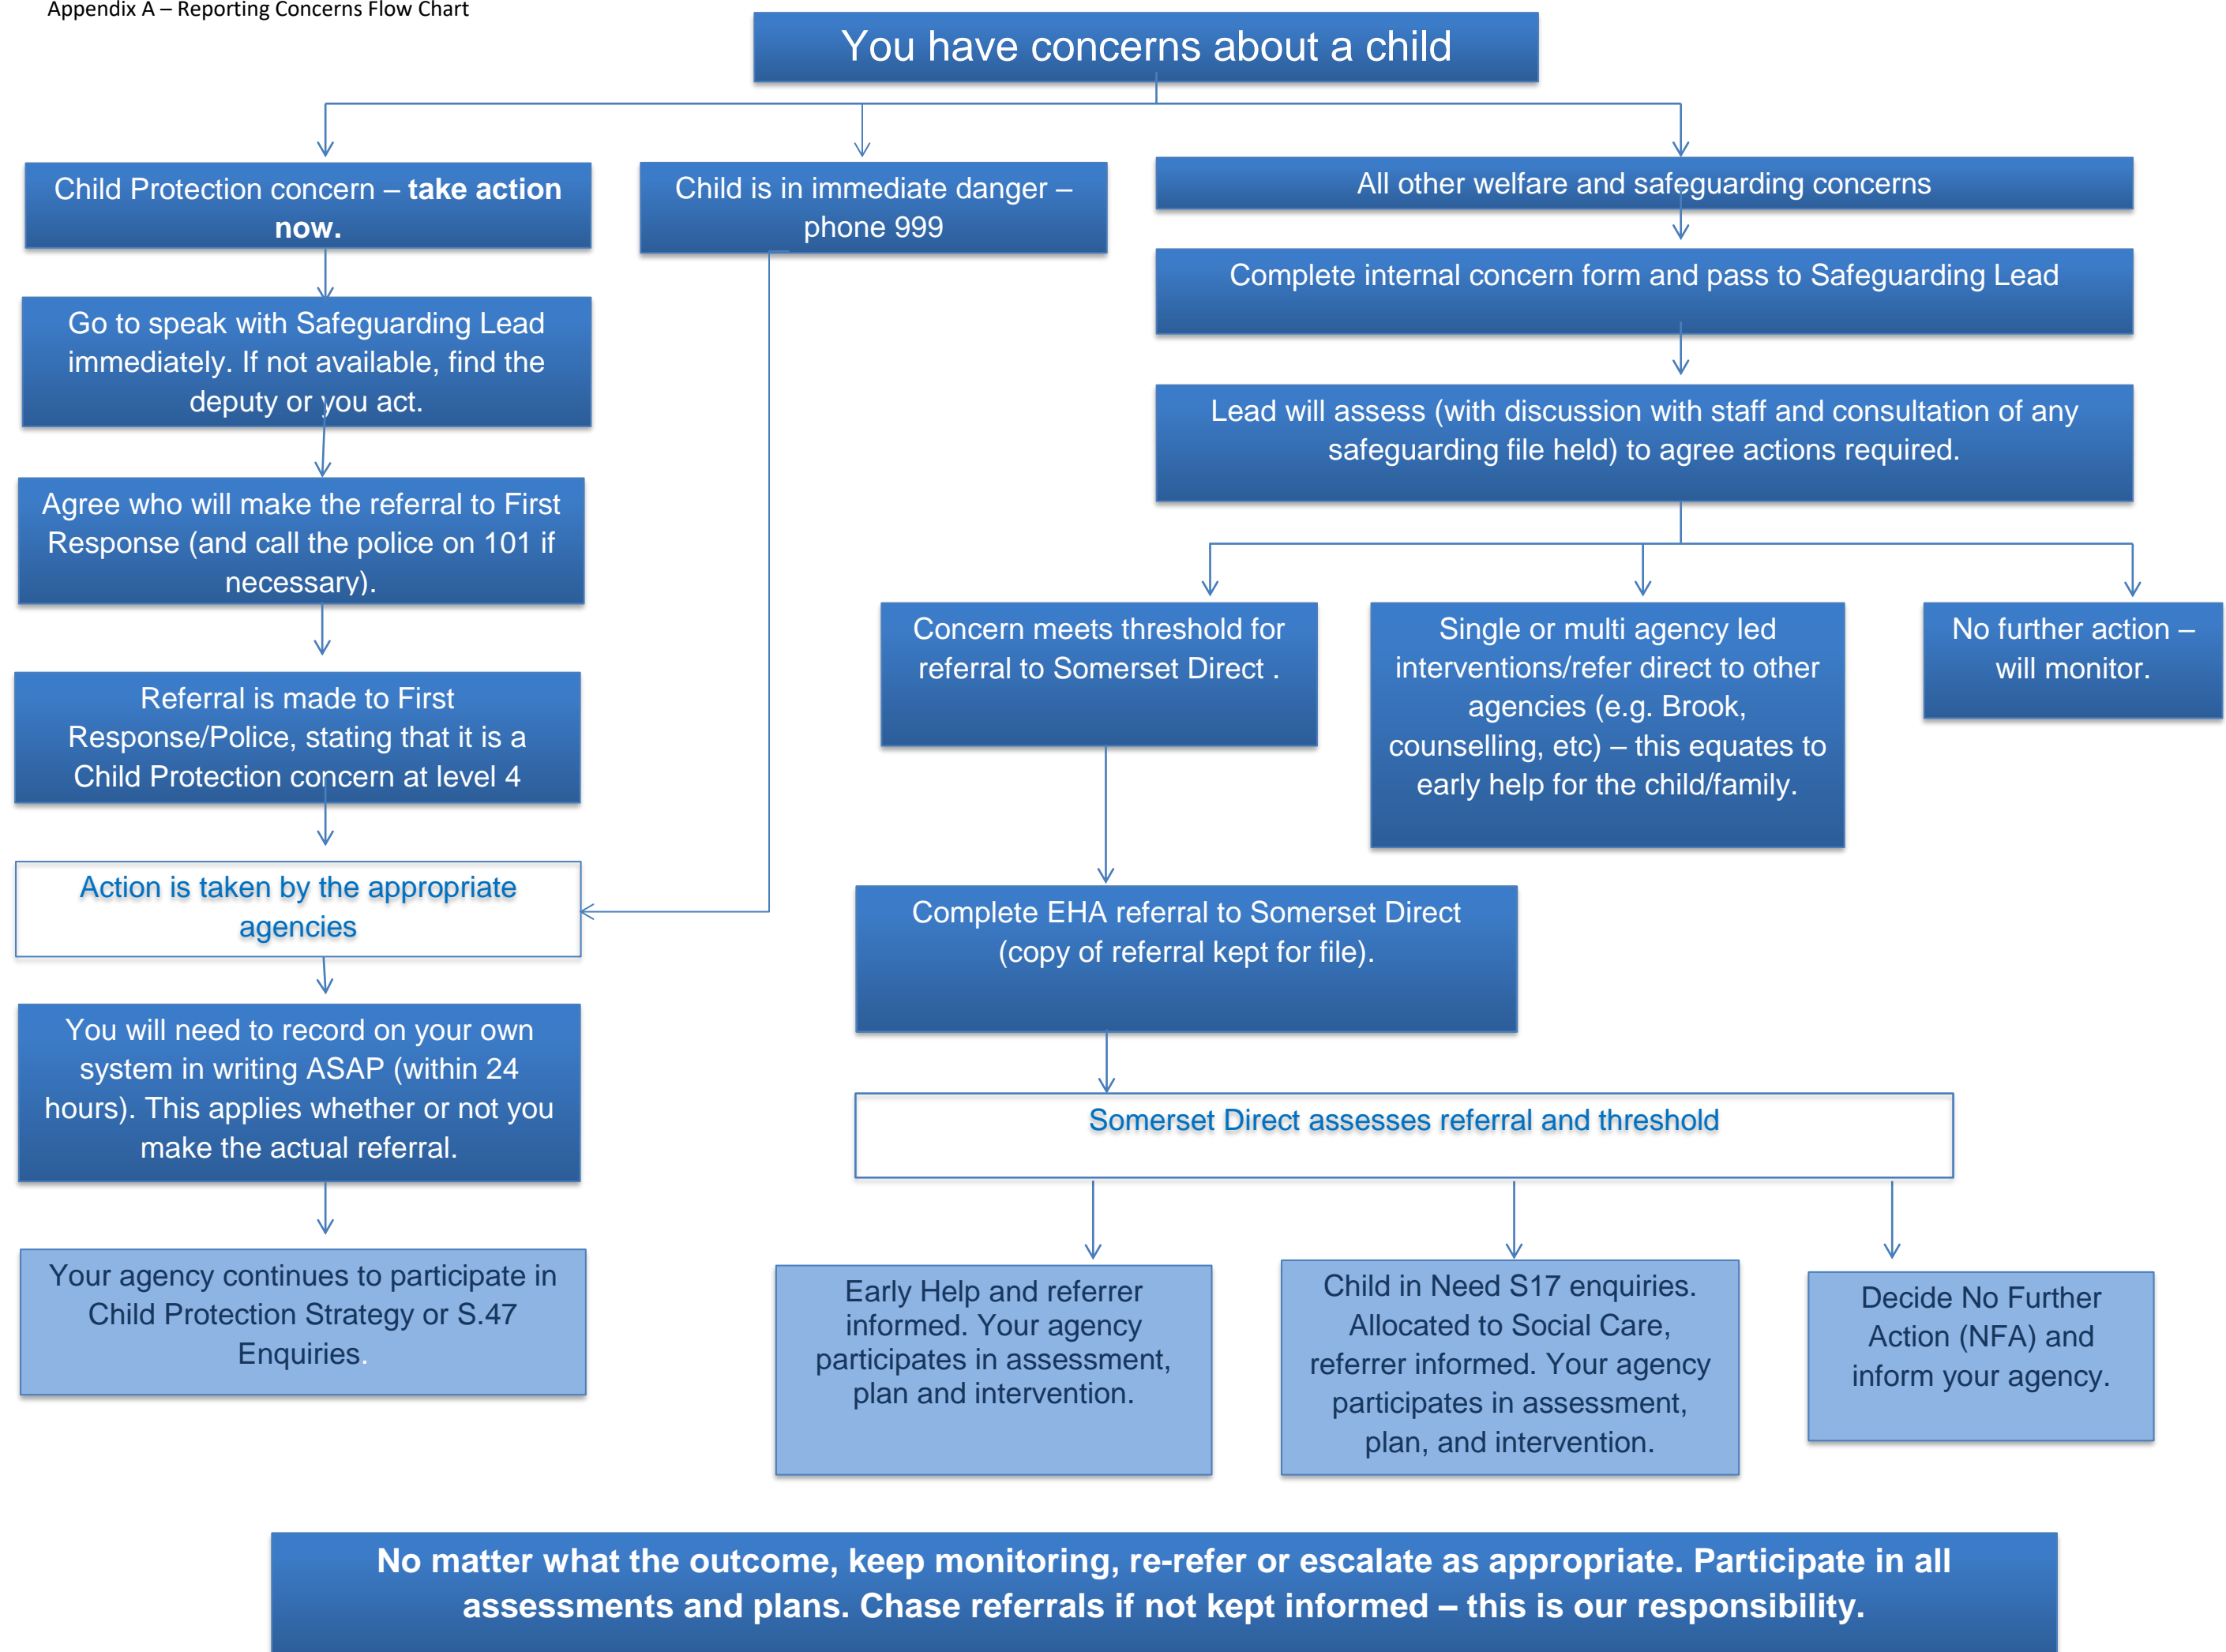 Appendix A – Reporting Concerns Flow Chart
You have concerns about a child
Child Protection concern – take action
now.
Child is in immediate danger –
phone 999
All other welfare and safeguarding concerns
Go to speak with Safeguarding Lead
immediately. If not available, find the
deputy or you act.
Complete internal concern form and pass to Safeguarding Lead
Lead will assess (with discussion with staff and consultation of any
safeguarding file held) to agree actions required.
Agree who will make the referral to First
Response (and call the police on 101 if
necessary).
Concern meets threshold for
referral to Somerset Direct .
Single or multi agency led
interventions/refer direct to other
agencies (e.g. Brook,
counselling, etc) – this equates to
early help for the child/family.
No further action –
will monitor.
Referral is made to First
Response/Police, stating that it is a
Child Protection concern at level 4
Action is taken by the appropriate
agencies
Complete EHA referral to Somerset Direct
(copy of referral kept for file).
You will need to record on your own
system in writing ASAP (within 24
hours). This applies whether or not you
make the actual referral.
Somerset Direct assesses referral and threshold
Your agency continues to participate in
Child Protection Strategy or S.47
Enquiries.
Early Help and referrer
informed. Your agency
participates in assessment,
plan and intervention.
Child in Need S17 enquiries.
Allocated to Social Care,
referrer informed. Your agency
participates in assessment,
plan, and intervention.
Decide No Further
Action (NFA) and
inform your agency.
No matter what the outcome, keep monitoring, re-refer or escalate as appropriate. Participate in all
assessments and plans. Chase referrals if not kept informed – this is our responsibility.